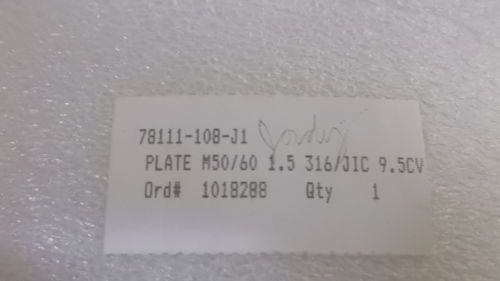 78111-108-J1
PLATE M50/60 1.5 316/JIC 9.5CV
Ord# 1018288 Qty 1